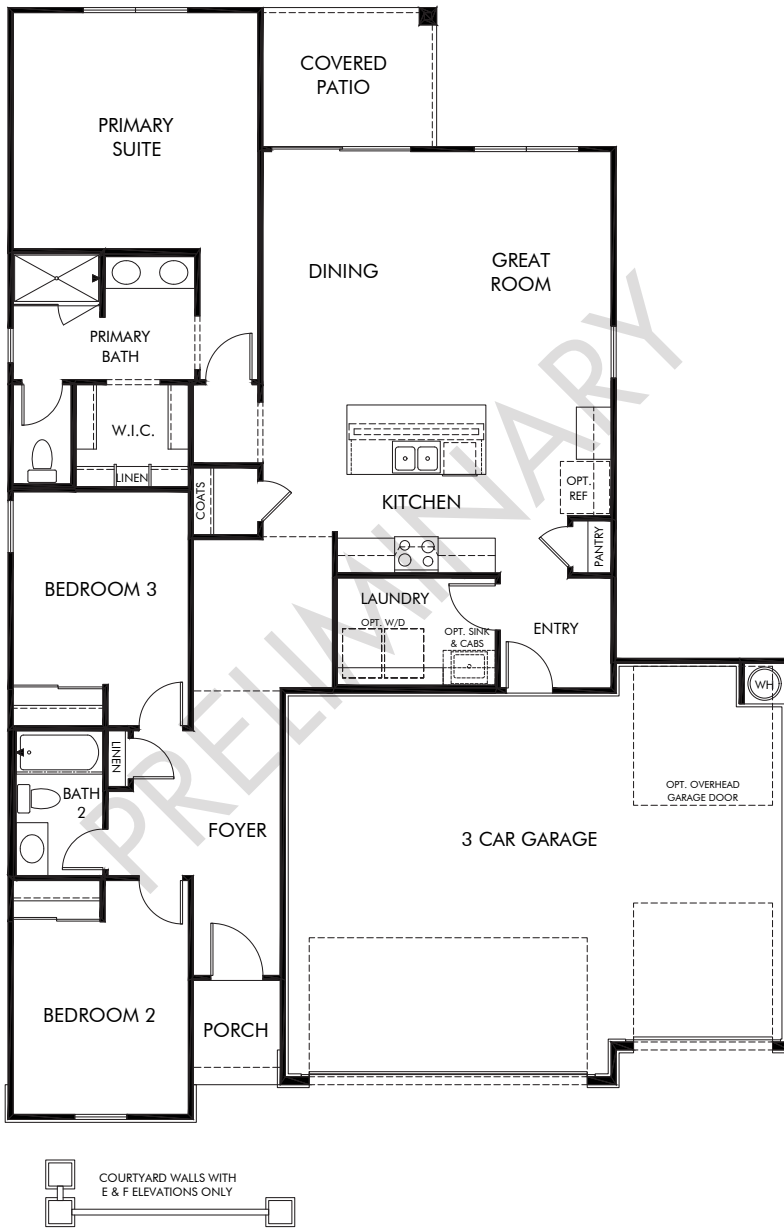 COVERED
PATIO
PRIMARY
SUITE
DINING
GREAT
ROOM
PRIMARY
BATH
W.I.C.
LINEN
COATS
KITCHEN
OPT.
REF
PANTRY
BEDROOM 3
LAUNDRY
OPT. W/D
OPT. SINK
& CABS
ENTRY
WH
LINEN
BATH
2
FOYER
OPT. OVERHEAD
GARAGE DOOR
3 CAR GARAGE
BEDROOM 2
PORCH
COURTYARD WALLS WITH
E & F ELEVATIONS ONLY
PRELIMINARY